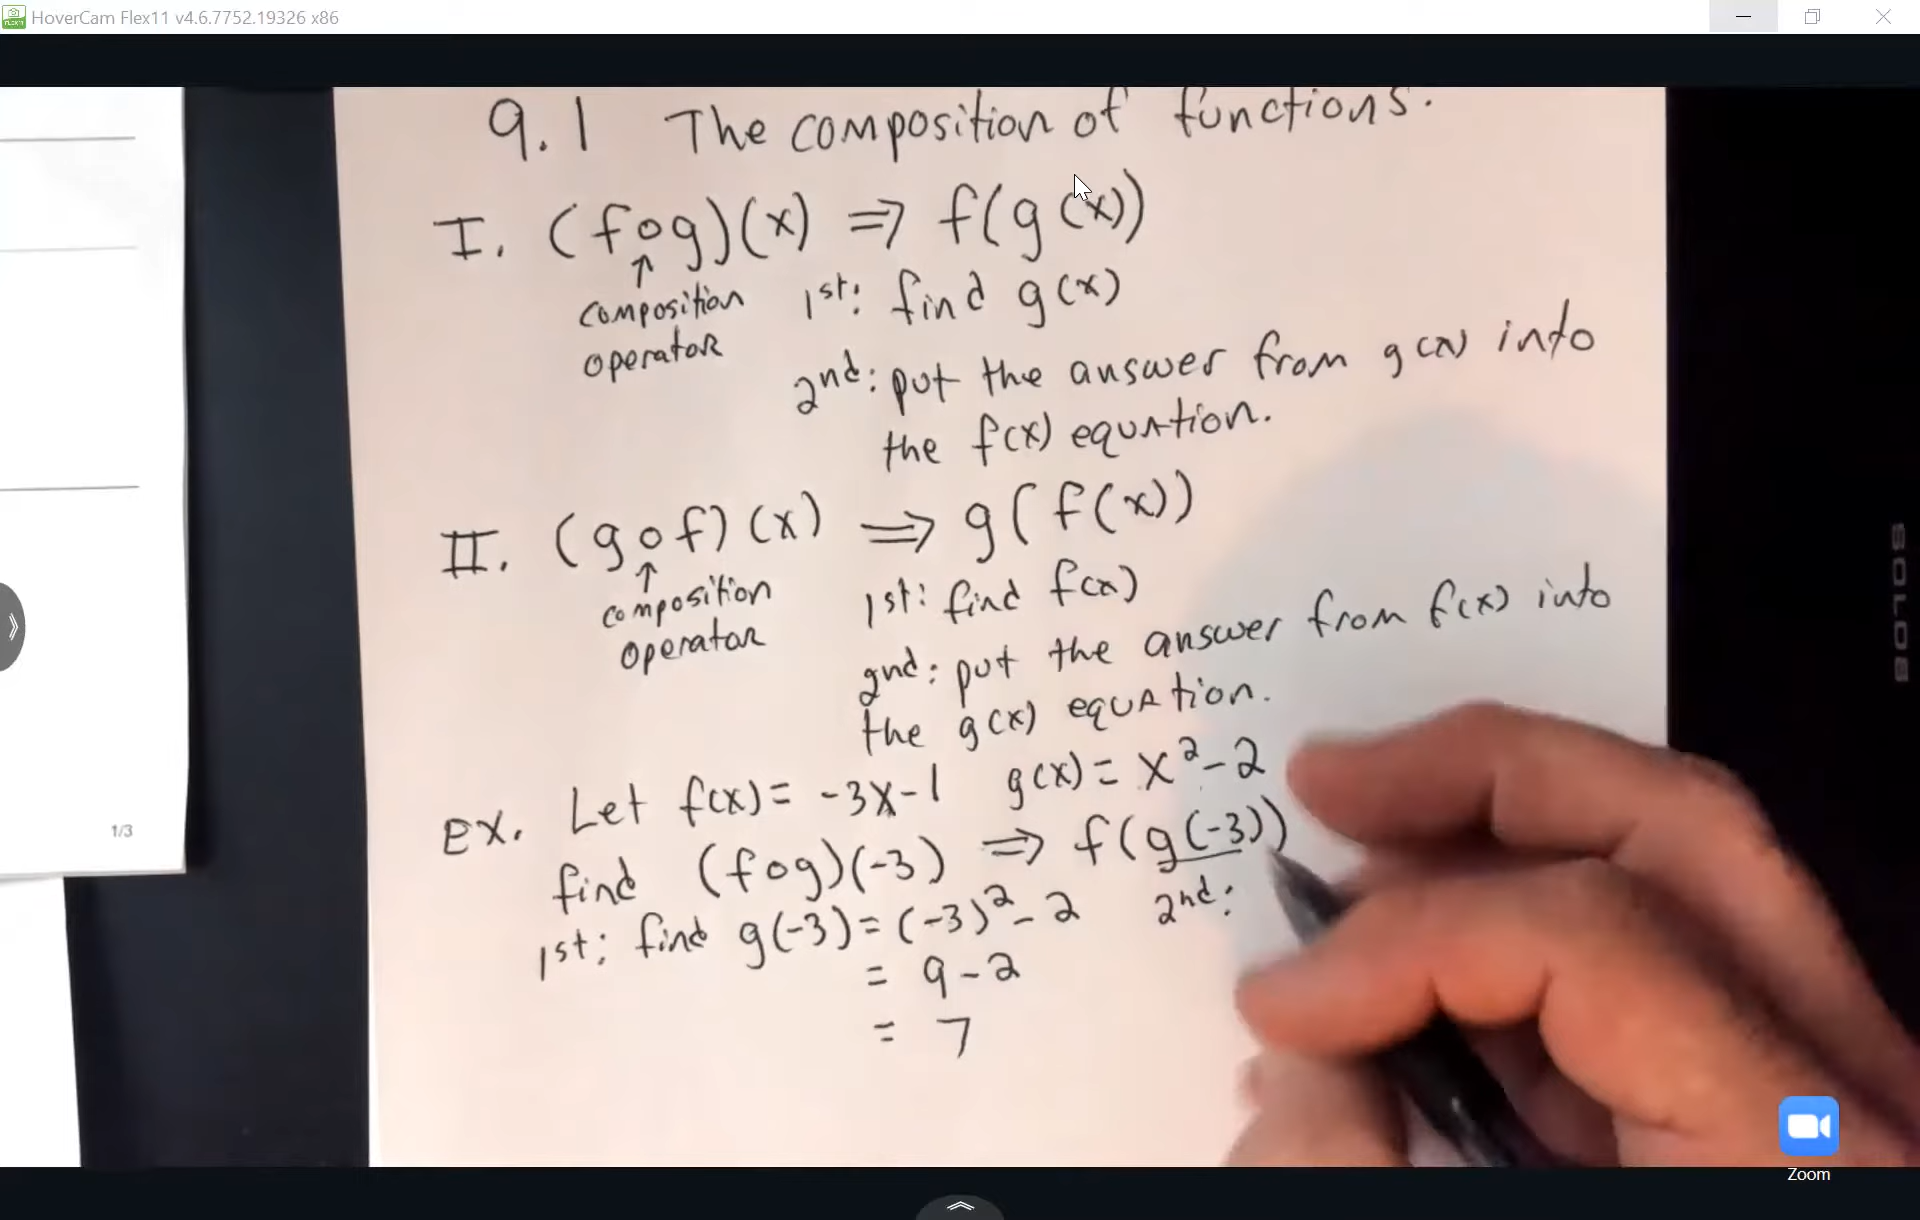 HoverCam Flex11 v4.6.7752.19326 x86
9.1 The composition of functions.
I. (f∘g)(x) ⇒ f(g(x))
↑
composition
operator
1st: find g(x)
2nd: put the answer from g(x) into
the f(x) equation.
II. (g∘f)(x) ⇒ g(f(x))
↑
composition
operator
1st: find f(x)
2nd: put the answer from f(x) into
the g(x) equation.
Ex. Let f(x) = -3x-1 g(x) = x²-2
find (f∘g)(-3) ⇒ f(g(-3))
1st: find g(-3) = (-3)²-2
= 9-2
= 7
2nd:
1/3
SOLO8
Zoom